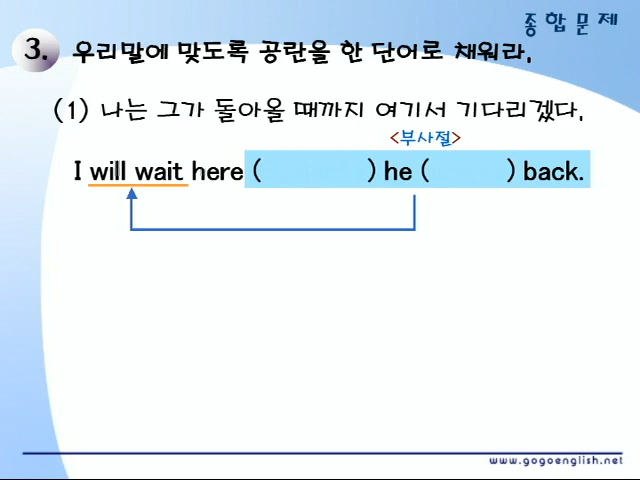 종합문제
3. 우리말에 맞도록 공란을 한 단어로 채워라.
(1) 나는 그가 돌아올 때까지 여기서 기다리겠다.
<부사절>
I will wait here ( ) he ( ) back.
www.gogoenglish.net